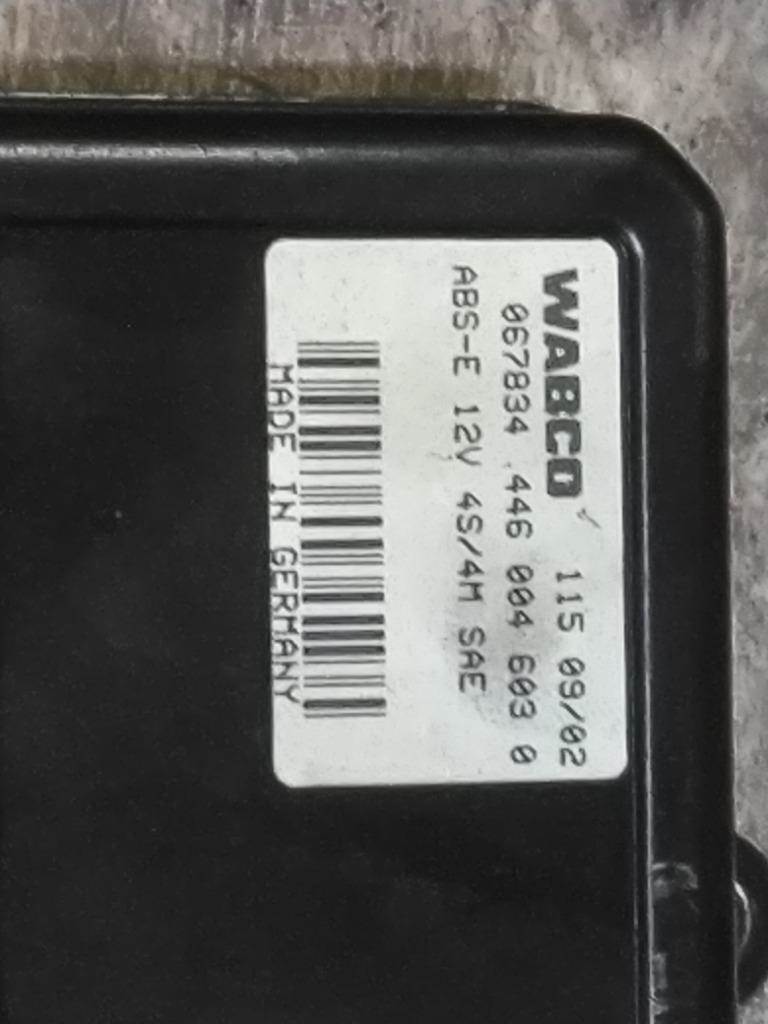 WABCO 115 09/02
067834 446 004 603 0
ABS-E 12V 4S/4M SAE
MADE IN GERMANY